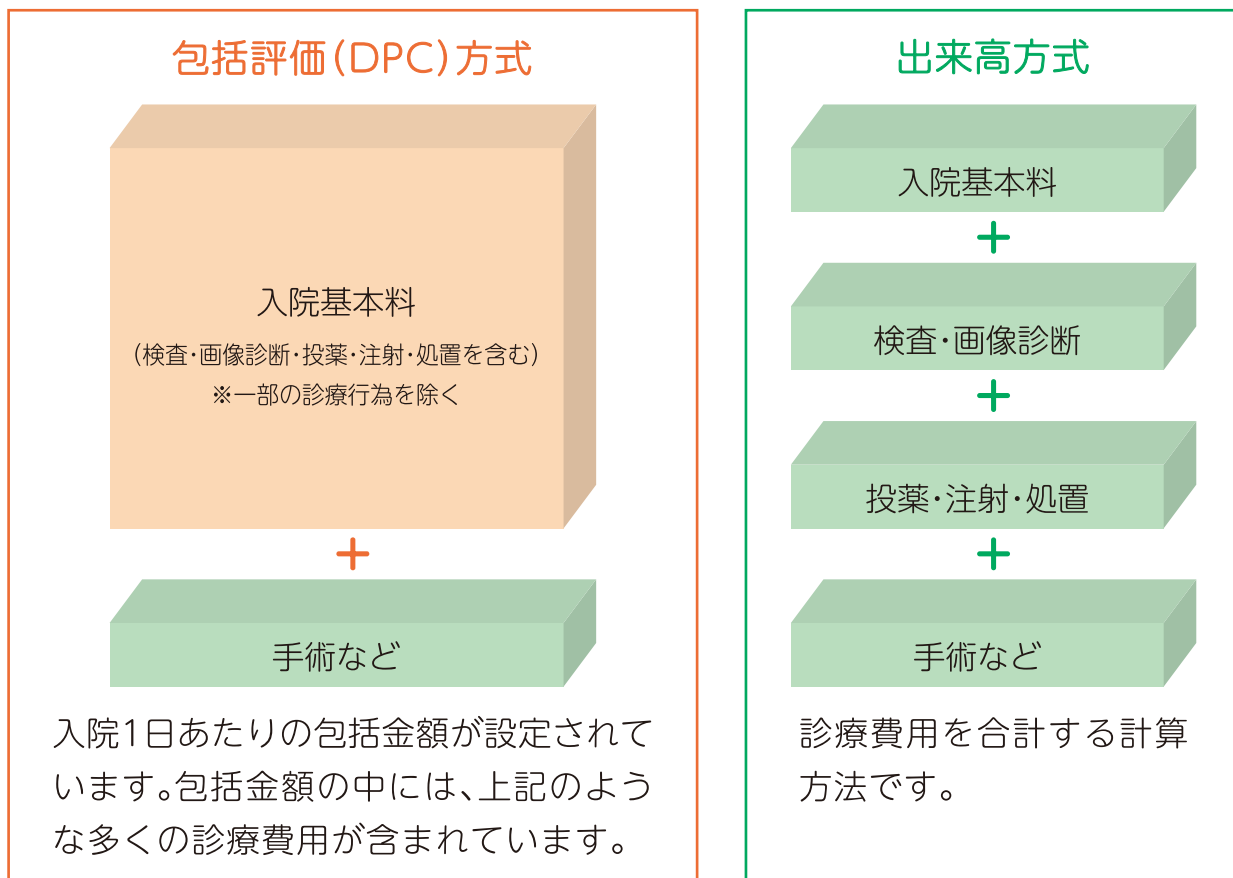 包括評価(DPC)方式
入院基本料
(検査・画像診断・投薬・注射・処置を含む)
※一部の診療行為を除く
+
手術など
入院1日あたりの包括金額が設定されて
います。包括金額の中には、上記のよう
な多くの診療費用が含まれています。
出来高方式
入院基本料
+
検査・画像診断
+
投薬・注射・処置
+
手術など
診療費用を合計する計算
方法です。